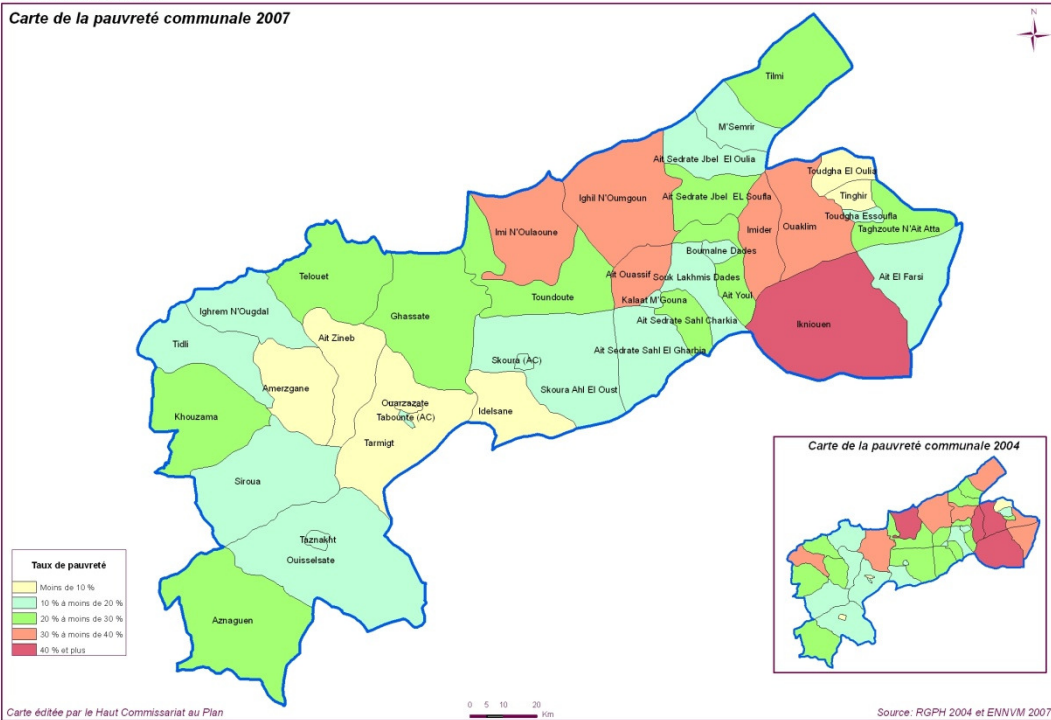 Carte de la pauvreté communale 2007
N
Tilmi
M'Semrir
Ait Sedrate Jbel El Oulia
Toudgha El Oulia
Tinghir
Ighil N'Oumgoun
Ait Sedrate Jbel EL Soufla
Toudgha Essoufla
Imi N'Oulaoune
Imider
Ouaklim
Taghzoute N'Ait Atta
Boumalne Dades
Telouet
Ait Ouassif
Souk Lakhmis Dades
Ait El Farsi
Toundoute
Ait Youl
Kalaat M'Gouna
Ighrem N'Ougdal
Ghassate
Ait Sedrate Sahl Charkia
Ikniouen
Ait Zineb
Tidli
Ait Sedrate Sahl El Gharbia
Skoura (AC)
Amerzgane
Skoura Ahl El Oust
Ouarzazate
Idelsane
Khouzama
Tabounte (AC)
Tarmigt
Siroua
Taznakht
Ouisselsate
Aznaguen
Carte de la pauvreté communale 2004
Taux de pauvreté
Moins de 10 %
10 % à moins de 20 %
20 % à moins de 30 %
30 % à moins de 40 %
40 % et plus
0 5 10 20
Km
Carte éditée par le Haut Commissariat au Plan
Source: RGPH 2004 et ENNVM 2007